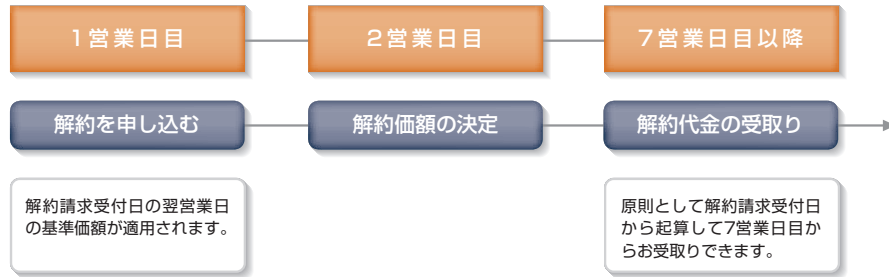 1営業日目
2営業日目
7営業日目以降
解約を申し込む
解約価額の決定
解約代金の受取り
解約請求受付日の翌営業日
の基準価額が適用されます。
原則として解約請求受付日
から起算して7営業日目か
らお受取りできます。